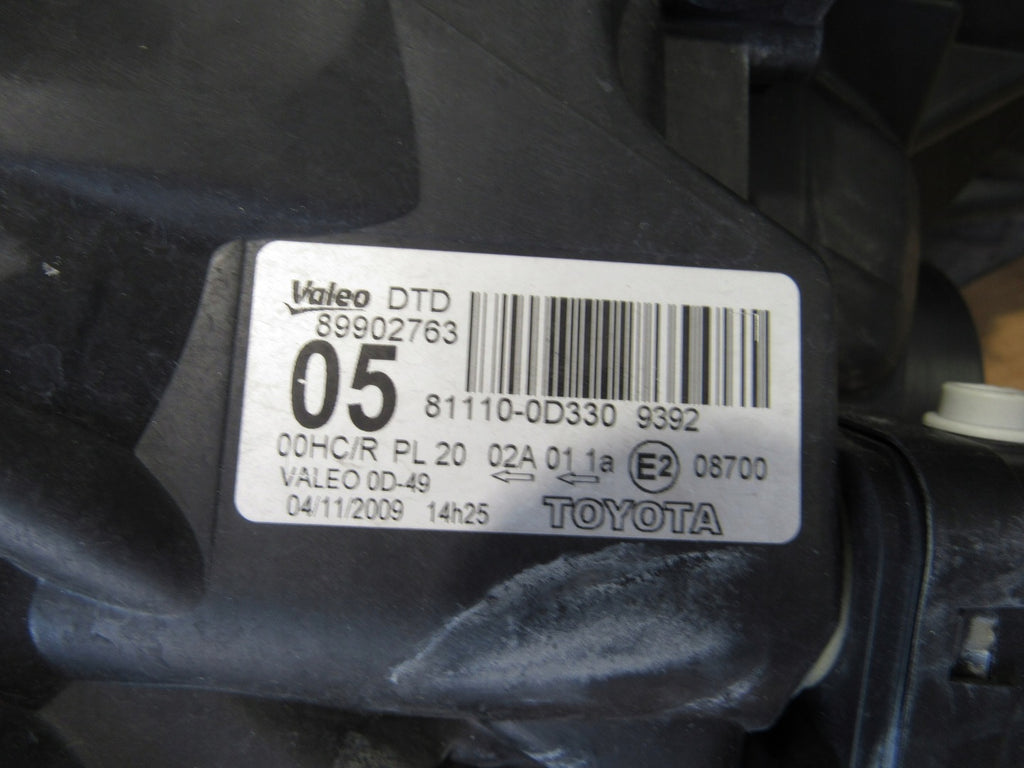 Valeo DTD
89902763
05
81110-0D330 9392
00HC/R PL 20 02A 01 1a E2 08700
VALEO 0D-49
04/11/2009 14h25 TOYOTA